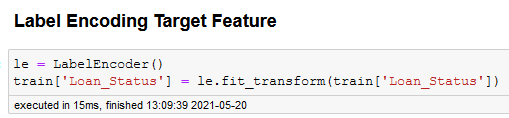 Label Encoding Target Feature
le = LabelEncoder()
train['Loan_Status'] = le.fit_transform(train['Loan_Status'])
executed in 15ms, finished 13:09:39 2021-05-20